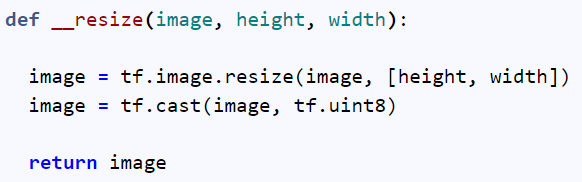 def __resize(image, height, width):
image = tf.image.resize(image, [height, width])
image = tf.cast(image, tf.uint8)
return image